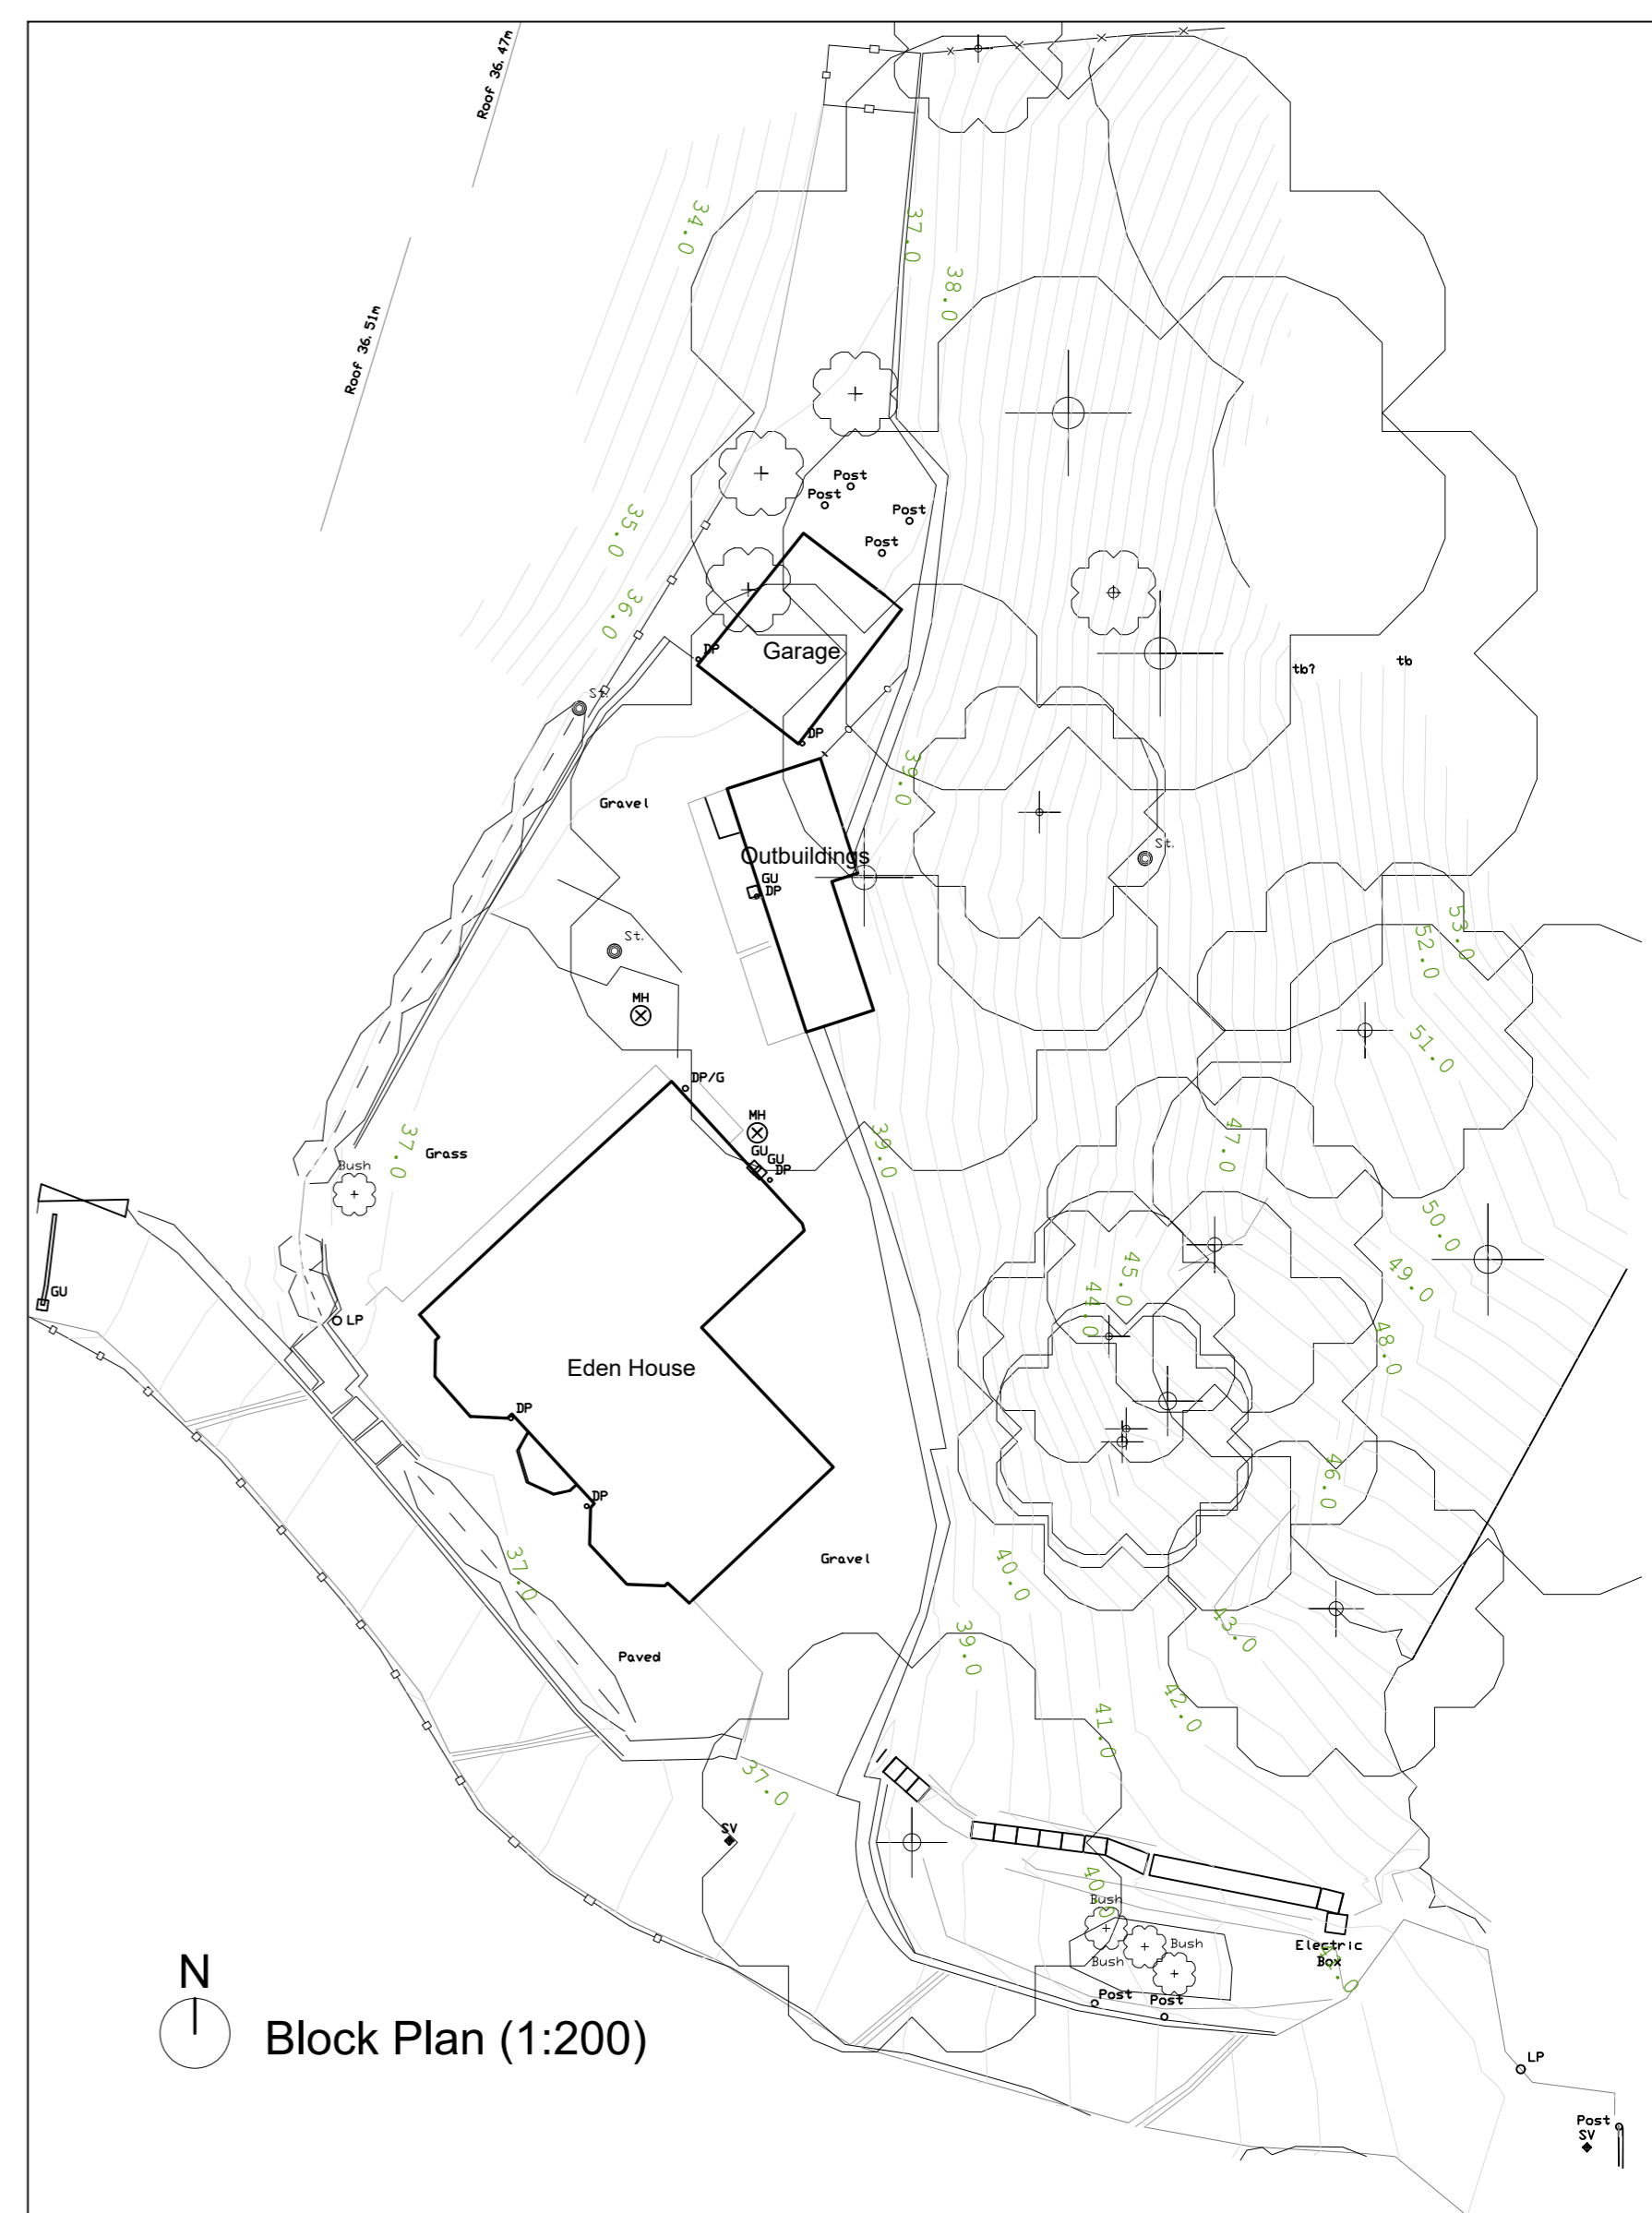 Roof 36.47m
34.0
37.0
38.0
Roof 36.51m
Post
Post
Post
Post
35.0
36.0
DP
Garage
tb?
tb
St.
DP
39.0
Gravel
St.
Outbuildings
GU
DP
53.0
52.0
St.
MH
51.0
DP/G
MH
37.0
Grass
GU
GU
DP
39.0
47.0
Bush
50.0
45.0
49.0
44.0
GU
LP
48.0
Eden House
DP
46.0
DP
Gravel
37.0
40.0
43.0
39.0
Paved
42.0
41.0
37.0
SV
40.0
Bush
Bush
Bush
Electric
Box
41.0
Post
Post
N
Block Plan (1:200)
LP
Post
SV